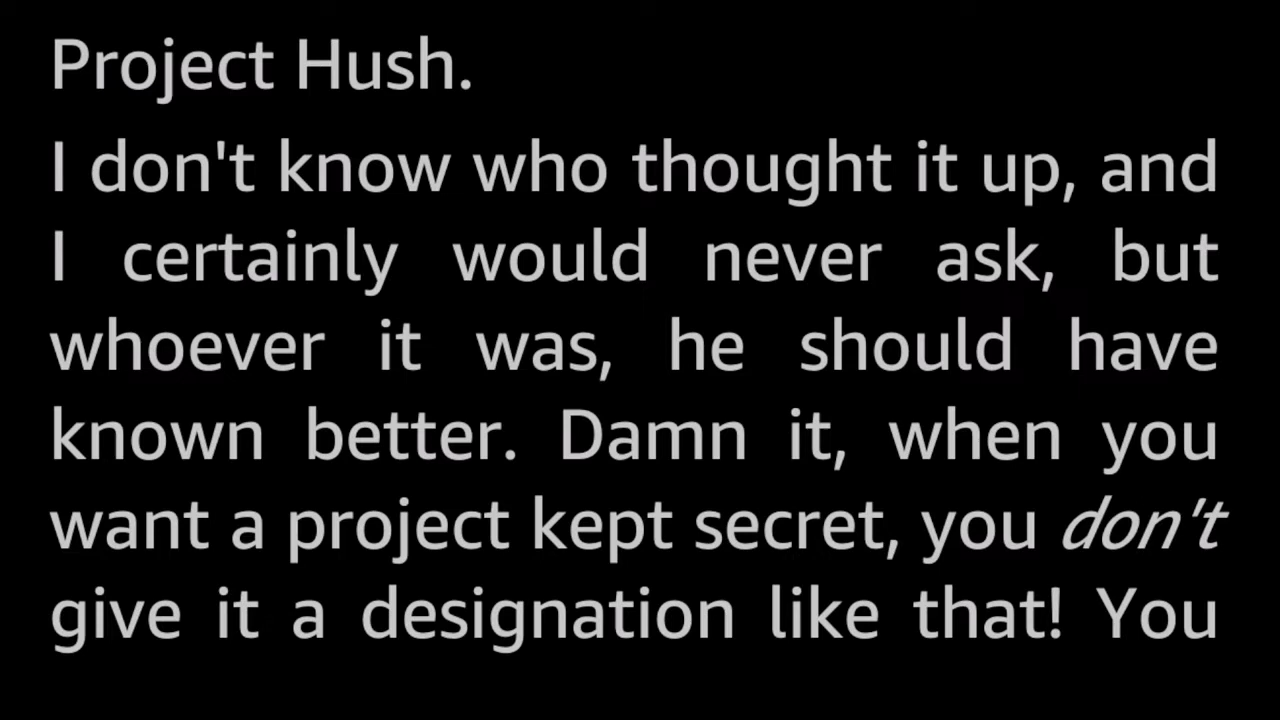 Project Hush.
I don't know who thought it up, and
I certainly would never ask, but
whoever it was, he should have
known better. Damn it, when you
want a project kept secret, you don't
give it a designation like that! You